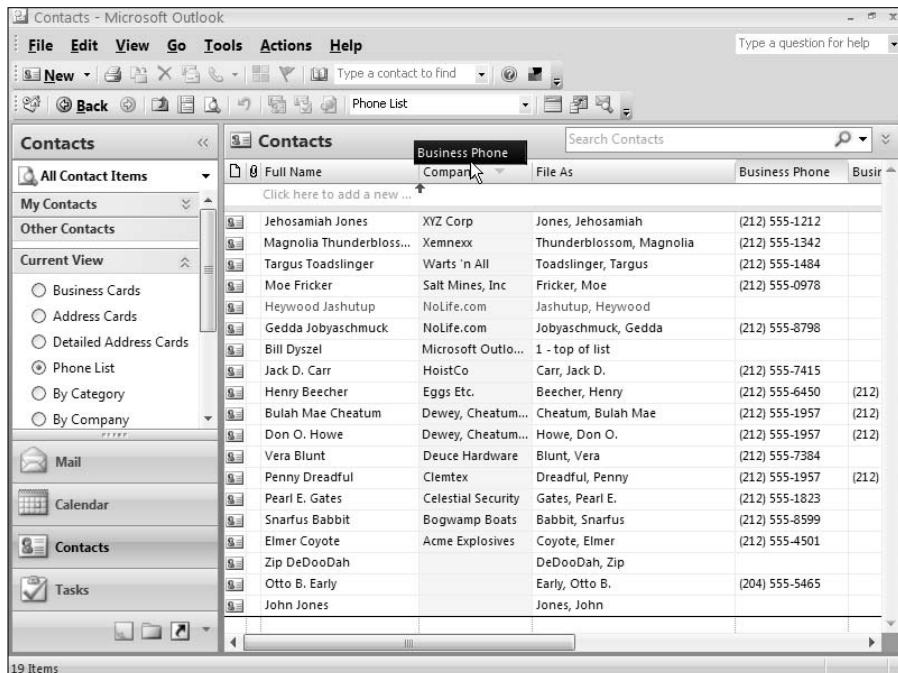 Contacts - Microsoft Outlook
File Edit View Go Tools Actions Help
Type a question for help
New
Type a contact to find
Back
Phone List
Contacts
All Contact Items
My Contacts
Other Contacts
Current View
Business Cards
Address Cards
Detailed Address Cards
Phone List
By Category
By Company
Mail
Calendar
Contacts
Tasks
Contacts
Search Contacts
Business Phone
Full Name Company File As Business Phone Busir
Click here to add a new ...
Jehosamiah Jones XYZ Corp Jones, Jehosamiah (212) 555-1212
Magnolia Thunderbloss... Xemnexx Thunderblossom, Magnolia (212) 555-1342
Targus Toadslinger Warts 'n All Toadslinger, Targus (212) 555-1484
Moe Fricker Salt Mines, Inc Fricker, Moe (212) 555-0978
Heywood Jashutup NoLife.com Jashutup, Heywood
Gedda Jobyaschmuck NoLife.com Jobyaschmuck, Gedda (212) 555-8798
Bill Dyszel Microsoft Outlo... 1 - top of list
Jack D. Carr HoistCo Carr, Jack D. (212) 555-7415
Henry Beecher Eggs Etc. Beecher, Henry (212) 555-6450 (212)
Bulah Mae Cheatum Dewey, Cheatum... Cheatum, Bulah Mae (212) 555-1957 (212)
Don O. Howe Dewey, Cheatum... Howe, Don O. (212) 555-1957 (212)
Vera Blunt Deuce Hardware Blunt, Vera (212) 555-7384
Penny Dreadful Clemtex Dreadful, Penny (212) 555-1957 (212)
Pearl E. Gates Celestial Security Gates, Pearl E. (212) 555-1823
Snarfus Babbit Bogwamp Boats Babbit, Snarfus (212) 555-8599
Elmer Coyote Acme Explosives Coyote, Elmer (212) 555-4501
Zip DeDooDah DeDooDah, Zip
Otto B. Early Early, Otto B. (204) 555-5465
John Jones Jones, John
19 Items